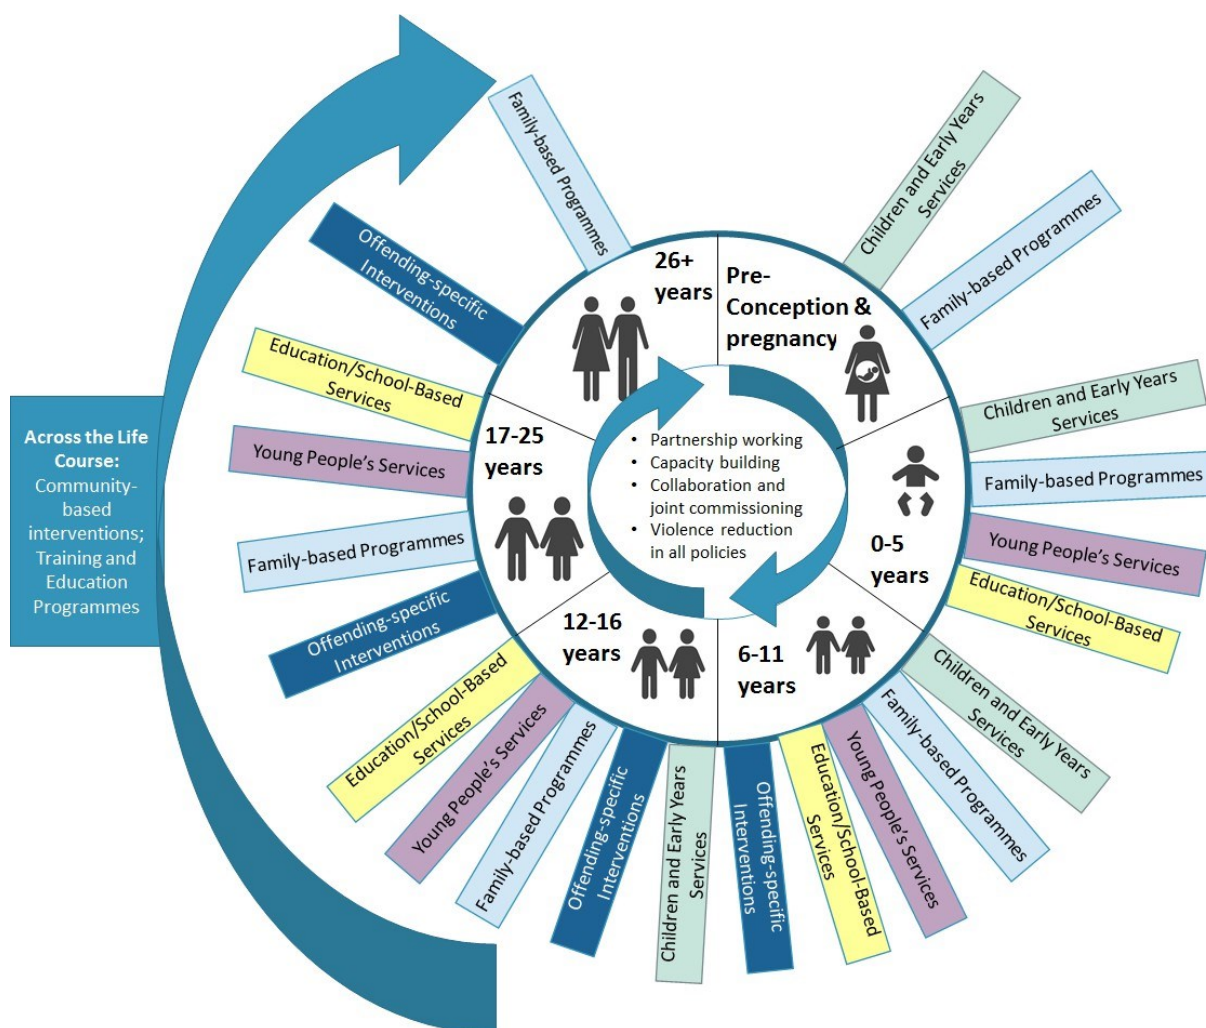 Across the Life
Course:
Community-
based
interventions;
Training and
Education
Programmes
Pre-
Conception &
pregnancy
Children and Early Years
Services
Family-based Programmes
0-5
years
Children and Early Years
Services
Family-based Programmes
Young People's Services
Education/School-Based
Services
6-11
years
Children and Early Years
Services
Family-based Programmes
Young People's Services
Education/School-Based
Services
Offending-specific
Interventions
12-16
years
Children and Early Years
Services
Offending-specific
Interventions
Family-based Programmes
Young People's Services
Education/School-Based
Services
17-25
years
Offending-specific
Interventions
Family-based Programmes
Young People's Services
Education/School-Based
Services
26+
years
Offending-specific
Interventions
Family-based Programmes
• Partnership working
• Capacity building
• Collaboration and
joint commissioning
• Violence reduction
in all policies